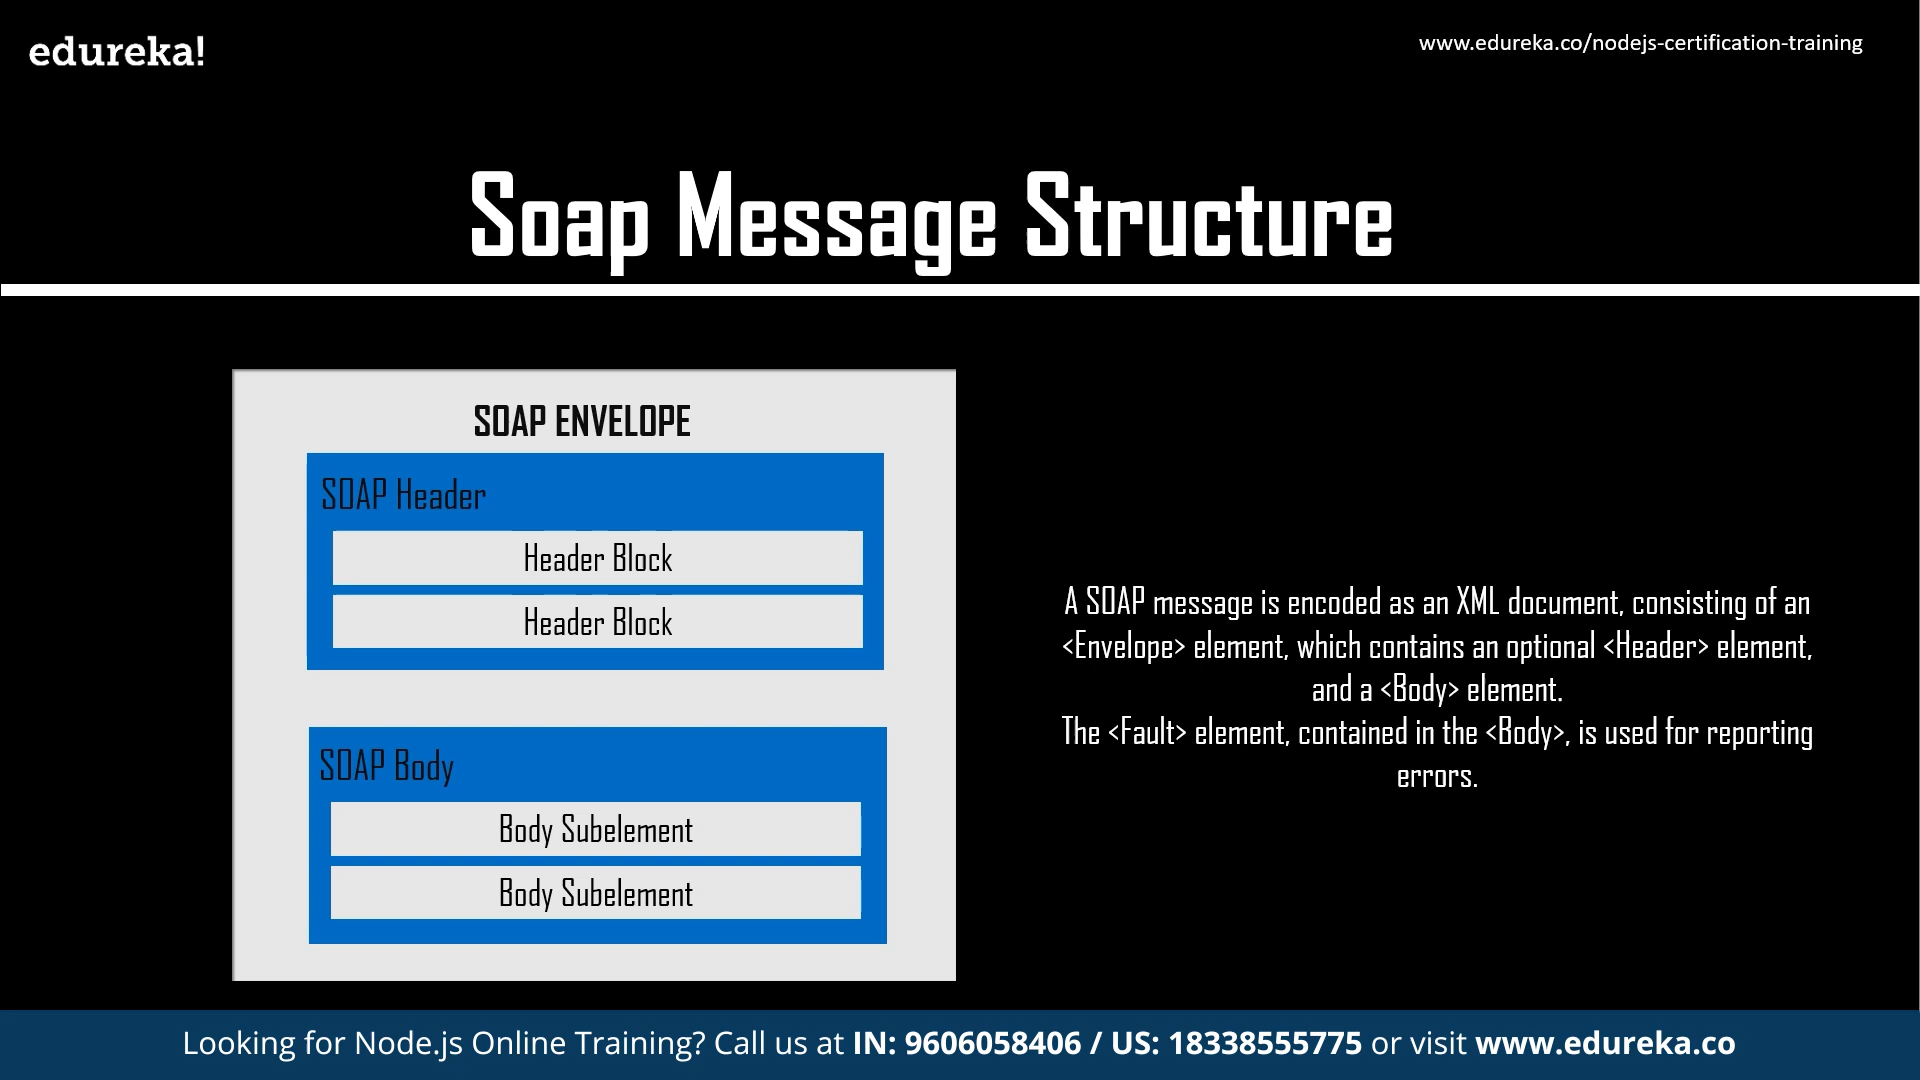 edureka!
www.edureka.co/nodejs-certification-training
Soap Message Structure
SOAP ENVELOPE
SOAP Header
Header Block
Header Block
SOAP Body
Body Subelement
Body Subelement
A SOAP message is encoded as an XML document, consisting of an
<Envelope> element, which contains an optional <Header> element,
and a <Body> element.
The <Fault> element, contained in the <Body>, is used for reporting
errors.
Looking for Node.js Online Training? Call us at IN: 9606058406 / US: 18338555775 or visit www.edureka.co